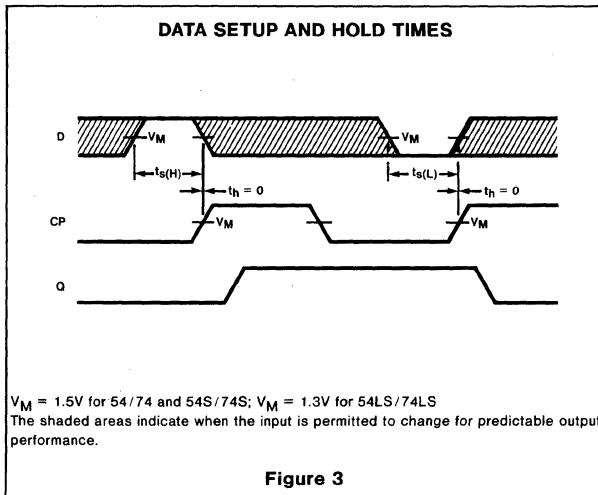 DATA SETUP AND HOLD TIMES
D
VM
VM
ts(H)
ts(L)
th = 0
th = 0
CP
VM
VM
Q
VM = 1.5V for 54/74 and 54S/74S; VM = 1.3V for 54LS/74LS
The shaded areas indicate when the input is permitted to change for predictable output
performance.
Figure 3